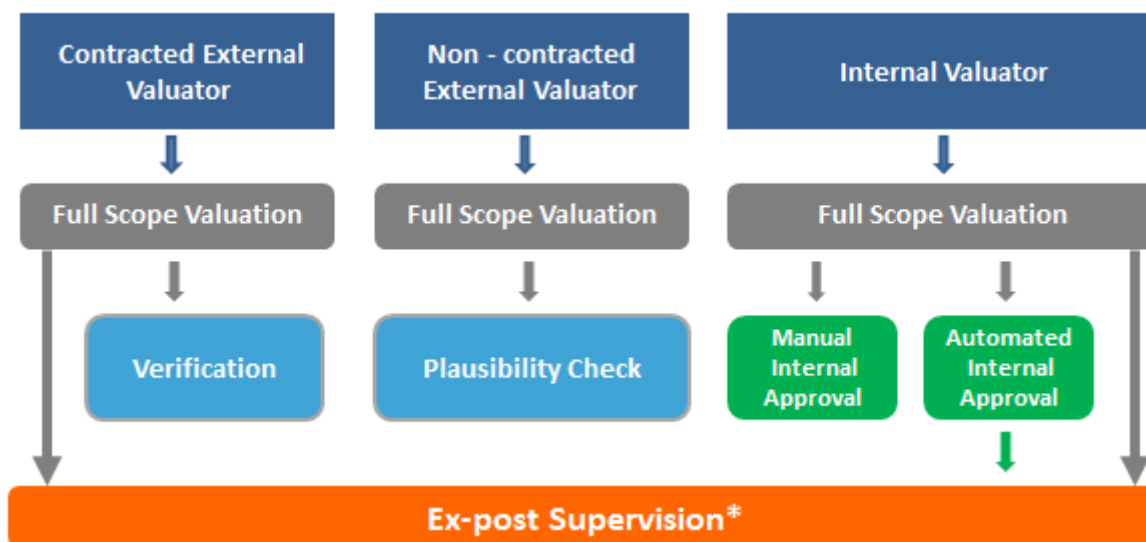 Contracted External
Valuator
Non - contracted
External Valuator
Internal Valuator
Full Scope Valuation
Full Scope Valuation
Full Scope Valuation
Verification
Plausibility Check
Manual
Internal
Approval
Automated
Internal
Approval
Ex-post Supervision*